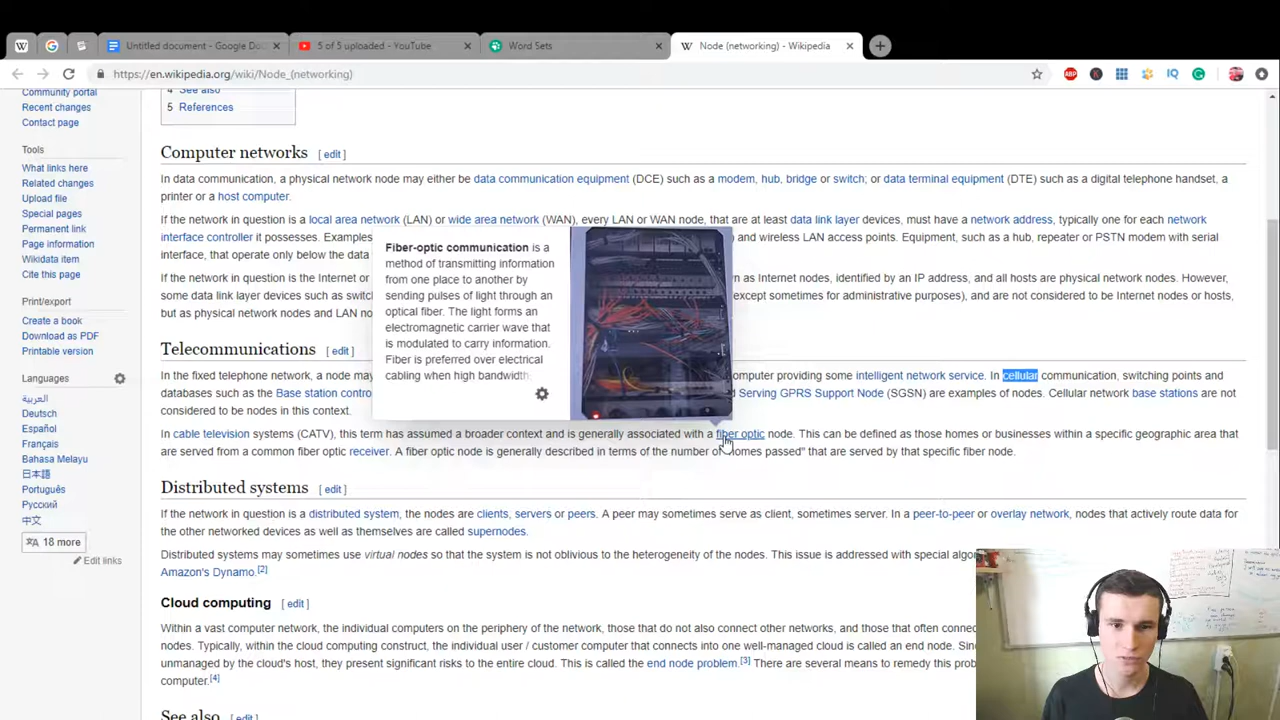 Untitled document - Google Do
5 of 5 uploaded - YouTube
Word Sets
Node (networking) - Wikipedia
https://en.wikipedia.org/wiki/Node_(networking)
ABP
IQ
Community portal
Recent changes
Contact page
Tools
What links here
Related changes
Upload file
Special pages
Permanent link
Page information
Wikidata item
Cite this page
Print/export
Create a book
Download as PDF
Printable version
Languages
العربية
Deutsch
Español
Français
Bahasa Melayu
日本語
Português
Русский
中文
18 more
Edit links
4 See also
5 References
Computer networks [ edit ]
In data communication, a physical network node may either be data communication equipment (DCE) such as a modem, hub, bridge or switch; or data terminal equipment (DTE) such as a digital telephone handset, a
printer or a host computer.
If the network in question is a local area network (LAN) or wide area network (WAN), every LAN or WAN node, that are at least data link layer devices, must have a network address, typically one for each network
interface controller it possesses. Examples and wireless LAN access points. Equipment, such as a hub, repeater or PSTN modem with serial
interface, that operate only below the data
If the network in question is the Internet or wn as Internet nodes, identified by an IP address, and all hosts are physical network nodes. However,
some data link layer devices such as switc except sometimes for administrative purposes), and are not considered to be Internet nodes or hosts,
but as physical network nodes and LAN no
Fiber-optic communication is a
method of transmitting information
from one place to another by
sending pulses of light through an
optical fiber. The light forms an
electromagnetic carrier wave that
is modulated to carry information.
Fiber is preferred over electrical
cabling when high bandwidth
Telecommunications [ edit ]
In the fixed telephone network, a node may omputer providing some intelligent network service. In cellular communication, switching points and
databases such as the Base station contro Serving GPRS Support Node (SGSN) are examples of nodes. Cellular network base stations are not
considered to be nodes in this context.
In cable television systems (CATV), this term has assumed a broader context and is generally associated with a fiber optic node. This can be defined as those homes or businesses within a specific geographic area that
are served from a common fiber optic receiver. A fiber optic node is generally described in terms of the number of "homes passed" that are served by that specific fiber node.
Distributed systems [ edit ]
If the network in question is a distributed system, the nodes are clients, servers or peers. A peer may sometimes serve as client, sometimes server. In a peer-to-peer or overlay network, nodes that actively route data for
the other networked devices as well as themselves are called supernodes.
Distributed systems may sometimes use virtual nodes so that the system is not oblivious to the heterogeneity of the nodes. This issue is addressed with special algo
Amazon's Dynamo.[2]
Cloud computing [ edit ]
Within a vast computer network, the individual computers on the periphery of the network, those that do not also connect other networks, and those that often connec
nodes. Typically, within the cloud computing construct, the individual user / customer computer that connects into one well-managed cloud is called an end node. Sinc
unmanaged by the cloud's host, they present significant risks to the entire cloud. This is called the end node problem.[3] There are several means to remedy this prob
computer.[4]
See also [ edit ]